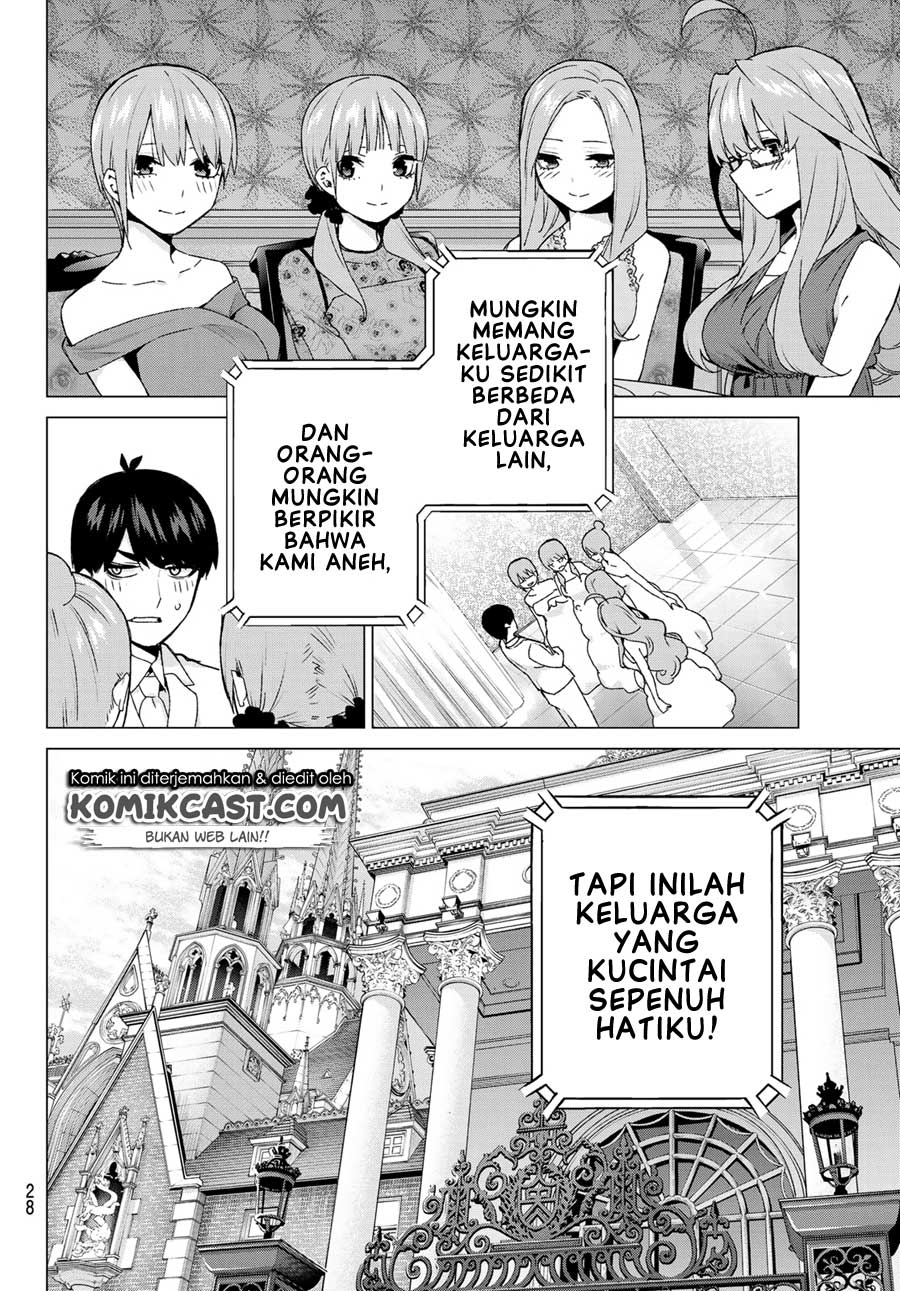 MUNGKIN
MEMANG
KELUARGA-
KU SEDIKIT
BERBEDA
DARI
KELUARGA
LAIN,
DAN
ORANG-
ORANG
MUNGKIN
BERPIKIR
BAHWA
KAMI ANEH,
Komik ini diterjemahkan & diedit oleh
KOMIKCAST.COM
BUKAN WEB LAIN!!
TAPI INILAH
KELUARGA
YANG
KUCINTAI
SEPENUH
HATIKU!
28